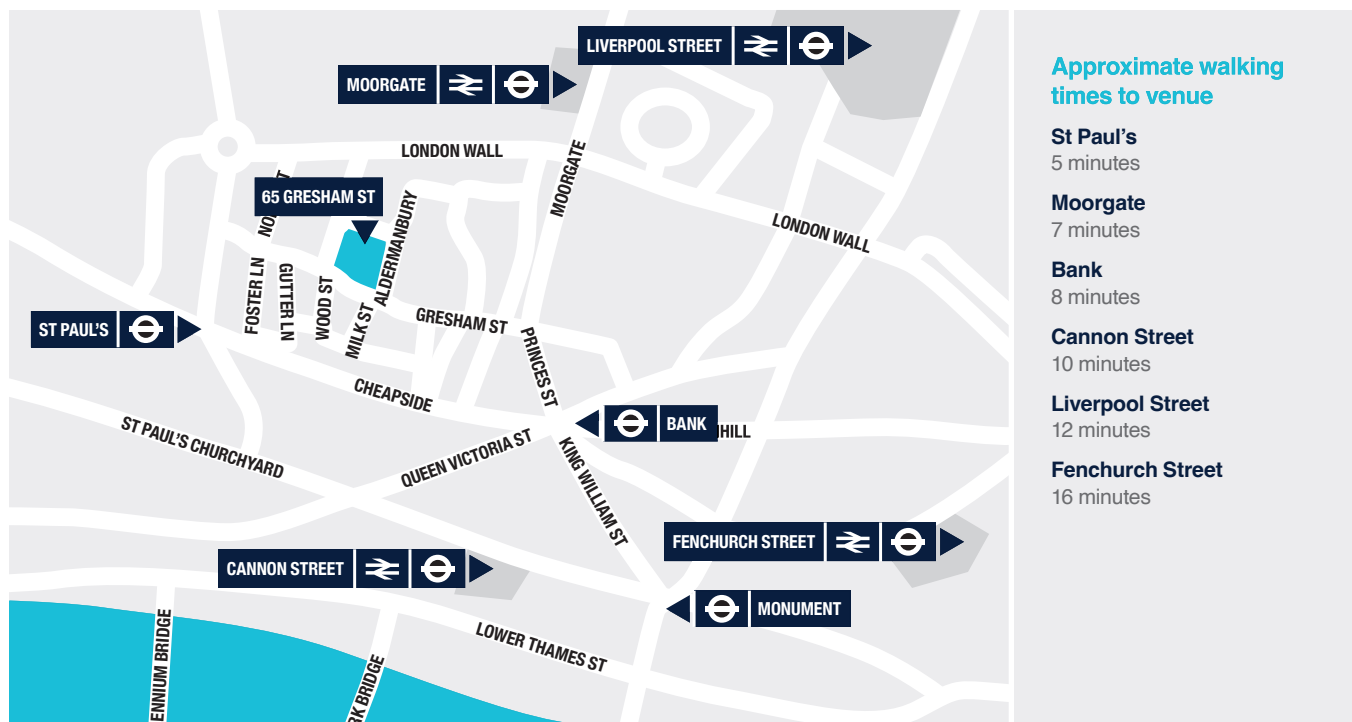 LIVERPOOL STREET
MOORGATE
LONDON WALL
MOORGATE
65 GRESHAM ST
ALDERMANBURY
LONDON WALL
FOSTER LN
GUTTER LN
WOOD ST
MILK ST
GRESHAM ST
ST PAUL'S
PRINCES ST
CHEAPSIDE
BANK
HILL
ST PAUL'S CHURCHYARD
QUEEN VICTORIA ST
KING WILLIAM ST
FENCHURCH STREET
CANNON STREET
MONUMENT
LOWER THAMES ST
ENNIUM BRIDGE
RK BRIDGE
Approximate walking
times to venue
St Paul's
5 minutes
Moorgate
7 minutes
Bank
8 minutes
Cannon Street
10 minutes
Liverpool Street
12 minutes
Fenchurch Street
16 minutes